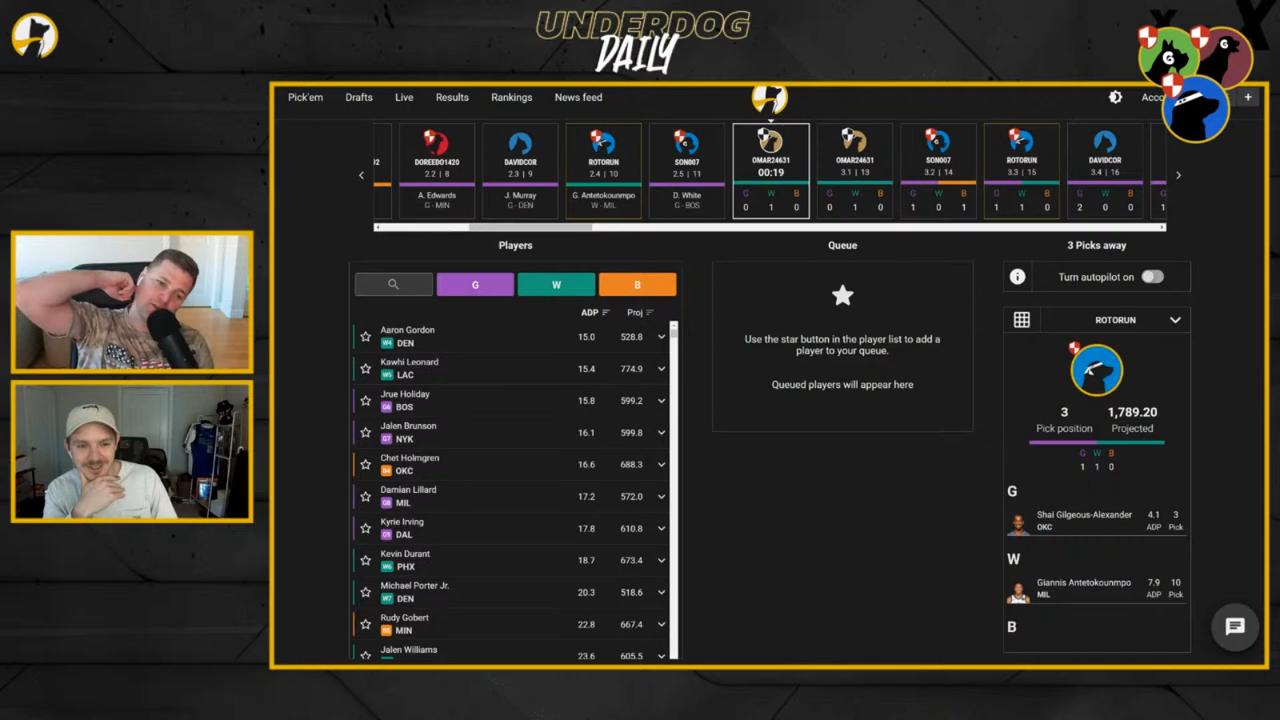 UNDERDOG
DAILY
Pick'em
Drafts
Live
Results
Rankings
News feed
DOREEDO1420
2.2 | 8
A. Edwards
G - MIN
DAVIDCOR
2.3 | 9
J. Murray
G - DEN
ROTORUN
2.4 | 10
G. Antetokounmpo
W - MIL
SON007
2.5 | 11
D. White
G - BOS
OMAR24631
00:19
G W B
0 1 0
OMAR24631
3.1 | 13
G W B
0 1 0
SON007
3.2 | 14
G W B
1 0 1
ROTORUN
3.3 | 15
G W B
1 1 0
DAVIDCOR
3.4 | 16
G W B
2 0 0
Players
Queue
3 Picks away
G
W
B
ADP
Proj
Aaron Gordon
W4 DEN
15.0
528.8
Kawhi Leonard
W5 LAC
15.4
774.9
Jrue Holiday
G6 BOS
15.8
599.2
Jalen Brunson
G7 NYK
16.1
599.8
Chet Holmgren
OKC
16.6
688.3
Damian Lillard
G8 MIL
17.2
572.0
Kyrie Irving
G9 DAL
17.8
610.8
Kevin Durant
W6 PHX
18.7
673.4
Michael Porter Jr.
W7 DEN
20.3
518.6
Rudy Gobert
B5 MIN
22.8
667.4
Jalen Williams
23.6
605.5
Use the star button in the player list to add a
player to your queue.
Queued players will appear here
Turn autopilot on
ROTORUN
3
1,789.20
Pick position
Projected
G W B
1 1 0
G
Shai Gilgeous-Alexander
OKC
4.1 3
ADP Pick
W
Giannis Antetokounmpo
MIL
7.9 10
ADP Pick
B